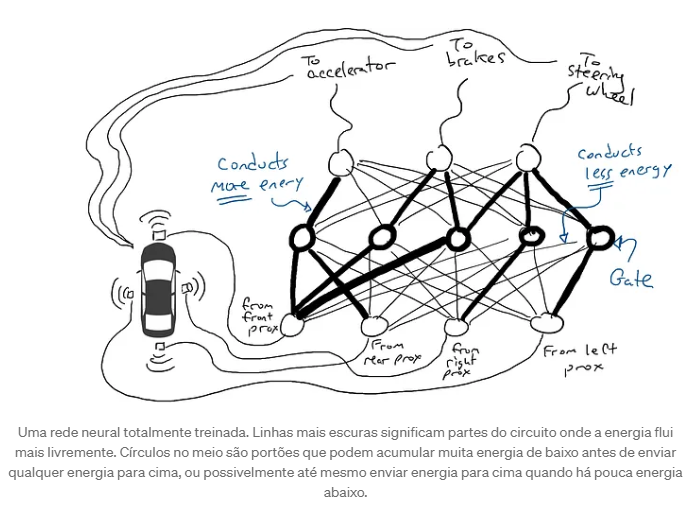 To
accelerator
To
brakes
To
steering
wheel
conducts
more enery
conducts
less energy
Gate
from
front
prox
From
rear prox
from
right
prox
From left
prox
Uma rede neural totalmente treinada. Linhas mais escuras significam partes do circuito onde a energia flui
mais livremente. Círculos no meio são portões que podem acumular muita energia de baixo antes de enviar
qualquer energia para cima, ou possivelmente até mesmo enviar energia para cima quando há pouca energia
abaixo.